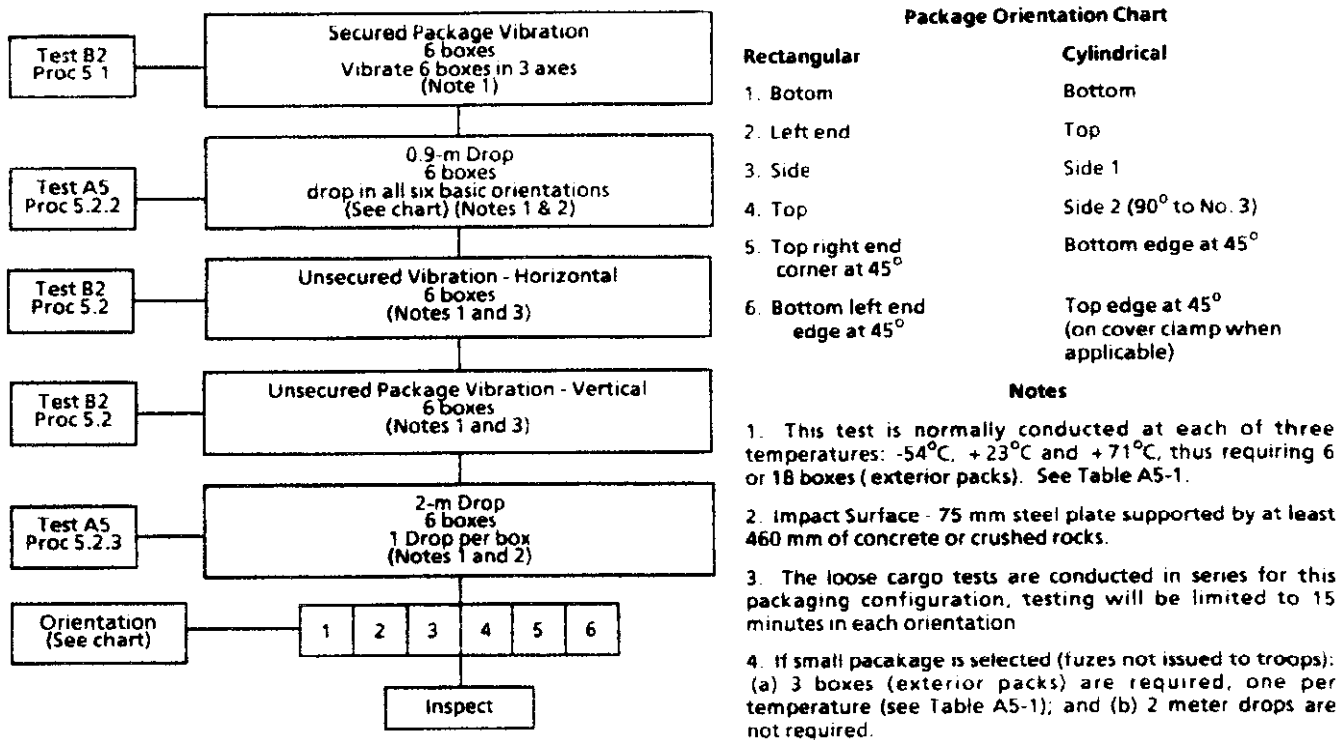 Test B2
Proc 5 1
Secured Package Vibration
6 boxes
Vibrate 6 boxes in 3 axes
(Note 1)
Test A5
Proc 5.2.2
0.9-m Drop
6 boxes
drop in all six basic orientations
(See chart) (Notes 1 & 2)
Test B2
Proc 5.2
Unsecured Vibration - Horizontal
6 boxes
(Notes 1 and 3)
Test B2
Proc 5.2
Unsecured Package Vibration - Vertical
6 boxes
(Notes 1 and 3)
Test A5
Proc 5.2.3
2-m Drop
6 boxes
1 Drop per box
(Notes 1 and 2)
Orientation
(See chart)
1 2 3 4 5 6
Inspect
Package Orientation Chart
Rectangular Cylindrical
1. Botom Bottom
2. Left end Top
3. Side Side 1
4. Top Side 2 (90° to No. 3)
5. Top right end Bottom edge at 45°
corner at 45°
6. Bottom left end Top edge at 45°
edge at 45° (on cover clamp when
applicable)
Notes
1. This test is normally conducted at each of three
temperatures: -54°C, +23°C and +71°C, thus requiring 6
or 18 boxes (exterior packs). See Table A5-1.
2. Impact Surface - 75 mm steel plate supported by at least
460 mm of concrete or crushed rocks.
3. The loose cargo tests are conducted in series for this
packaging configuration, testing will be limited to 15
minutes in each orientation
4. If small pacakage is selected (fuzes not issued to troops):
(a) 3 boxes (exterior packs) are required, one per
temperature (see Table A5-1); and (b) 2 meter drops are
not required.